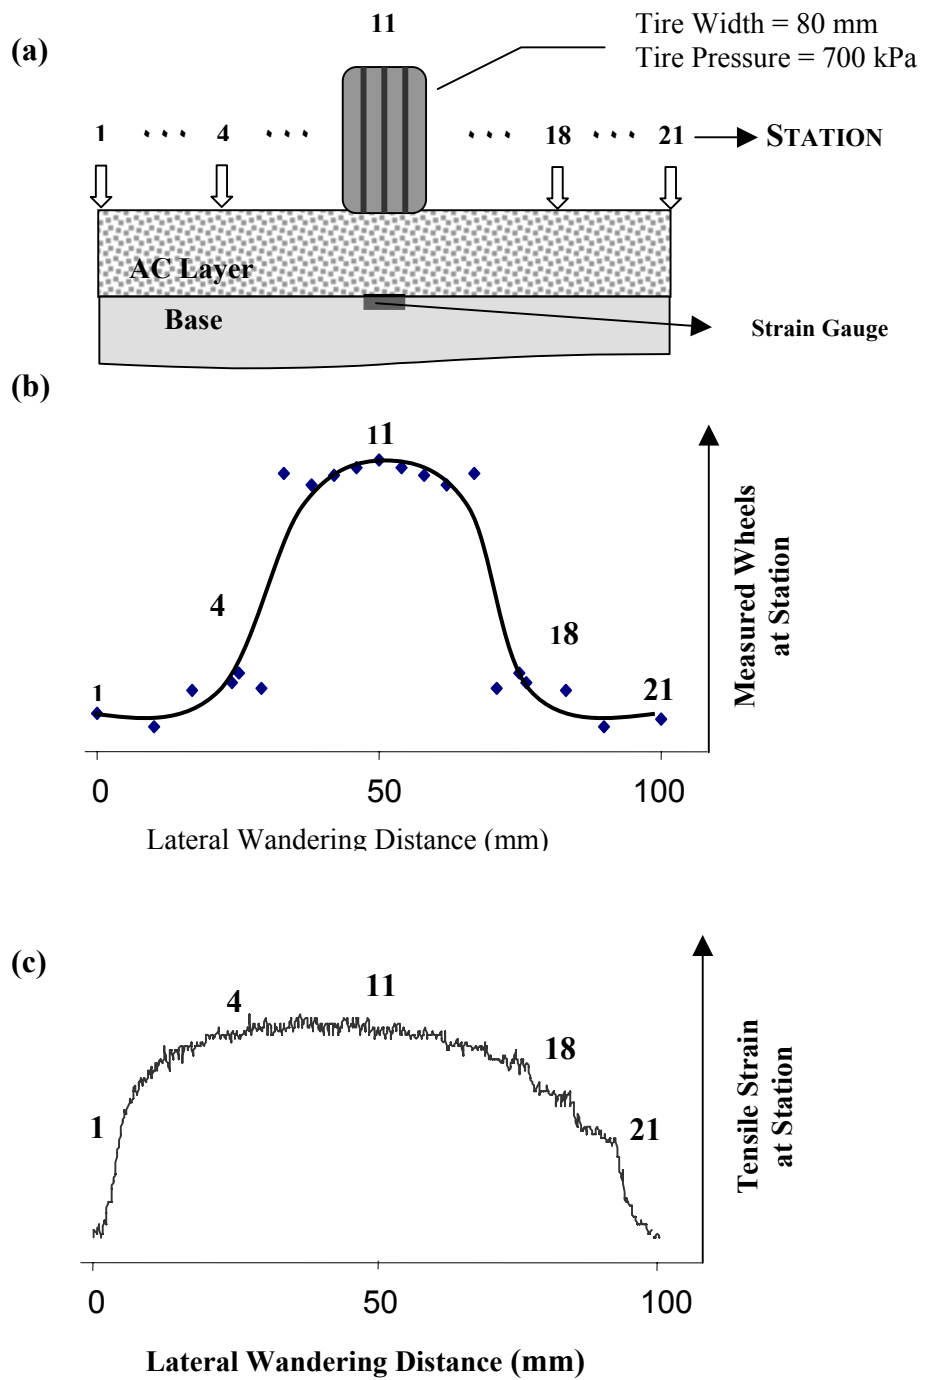 (a)
11
Tire Width = 80 mm
Tire Pressure = 700 kPa
1 4 18 21 STATION
AC Layer
Base
Strain Gauge
(b)
11
4
18
1
21
Measured Wheels
at Station
0 50 100
Lateral Wandering Distance (mm)
(c)
4
11
18
1
21
Tensile Strain
at Station
0 50 100
Lateral Wandering Distance (mm)